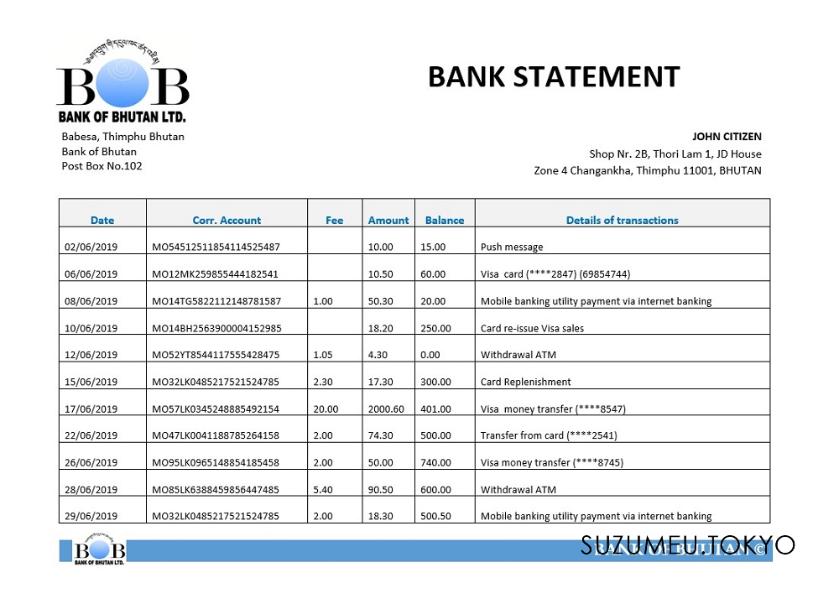 BOB
BANK OF BHUTAN LTD.
BANK STATEMENT
Babesa, Thimphu Bhutan
Bank of Bhutan
Post Box No.102
JOHN CITIZEN
Shop Nr. 2B, Thori Lam 1, JD House
Zone 4 Changankha, Thimphu 11001, BHUTAN
Date Corr. Account Fee Amount Balance Details of transactions
02/06/2019 MO54512511854114525487 10.00 15.00 Push message
06/06/2019 MO12MK259855444182541 10.50 60.00 Visa card (****2847) (69854744)
08/06/2019 MO14TG5822112148781587 1.00 50.30 20.00 Mobile banking utility payment via internet banking
10/06/2019 MO14BH2563900004152985 18.20 250.00 Card re-issue Visa sales
12/06/2019 MO52YT8544117555428475 1.05 4.30 0.00 Withdrawal ATM
15/06/2019 MO32LK0485217521524785 2.30 17.30 300.00 Card Replenishment
17/06/2019 MO57LK0345248885492154 20.00 2000.60 401.00 Visa money transfer (****8547)
22/06/2019 MO47LK0041188785264158 2.00 74.30 500.00 Transfer from card (****2541)
26/06/2019 MO95LK0965148854185458 2.00 50.00 740.00 Visa money transfer (****8745)
28/06/2019 MO85LK6388459856447485 5.40 90.50 600.00 Withdrawal ATM
29/06/2019 MO32LK0485217521524785 2.00 18.30 500.50 Mobile banking utility payment via internet banking
BOB
BANK OF BHUTAN LTD.
BANK OF BHUTAN ©
SUZUMEU.TOKYO